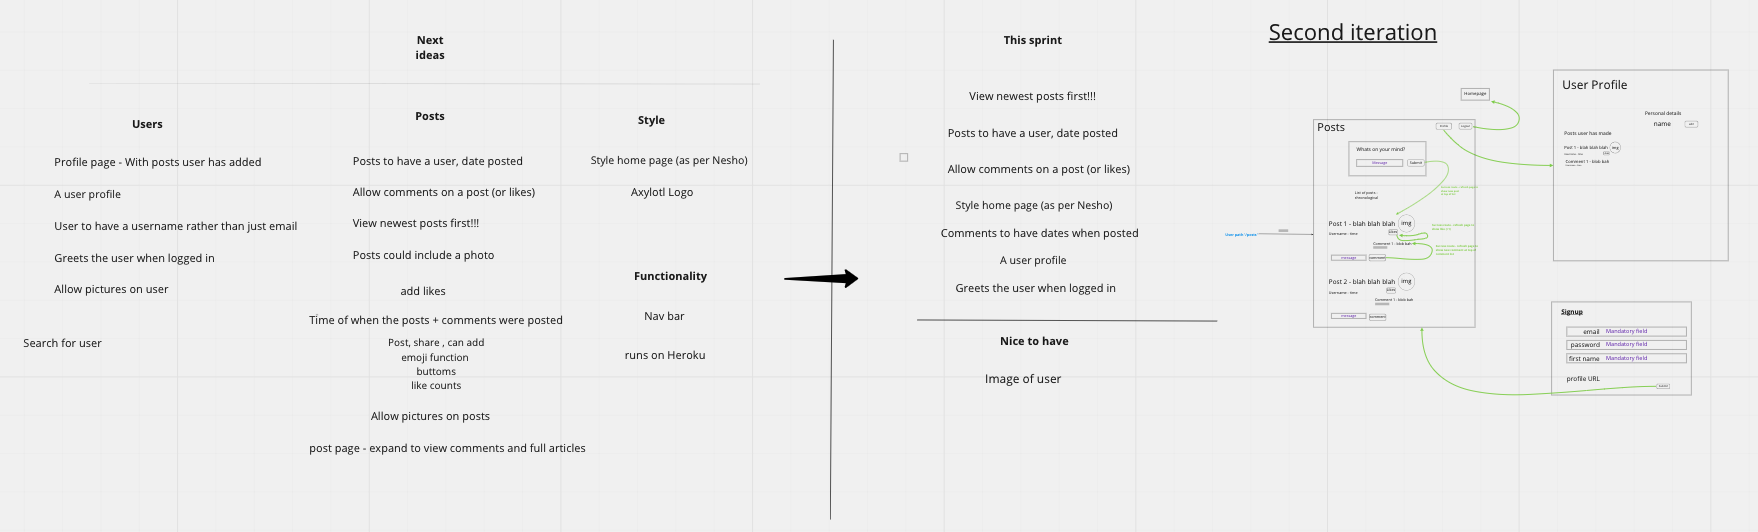 Next
ideas
Users
Profile page - With posts user has added
A user profile
User to have a username rather than just email
Greets the user when logged in
Allow pictures on user
Search for user
Posts
Posts to have a user, date posted
Allow comments on a post (or likes)
View newest posts first!!!
Posts could include a photo
add likes
Time of when the posts + comments were posted
Post, share , can add
emoji function
buttoms
like counts
Allow pictures on posts
post page - expand to view comments and full articles
Style
Style home page (as per Nesho)
Axylotl Logo
Functionality
Nav bar
runs on Heroku
This sprint
View newest posts first!!!
Posts to have a user, date posted
Allow comments on a post (or likes)
Style home page (as per Nesho)
Comments to have dates when posted
A user profile
Greets the user when logged in
Nice to have
Image of user
Second iteration
Homepage
Posts
Whats on your mind?
Message
Submit
List of posts -
chronological
Post 1 - blah blah blah
img
Username - time
Likes
Comment 1 - blah bah
message
comment
User path '/posts
Post 2 - blah blah blah
img
Username - time
Likes
Comment 1 - blah bah
message
comment
User Profile
Personal details
name
Posts user has made
Post 1 - blah blah blah
img
Comment 1 - blah bah
Signup
email Mandatory field
password Mandatory field
first name Mandatory field
profile URL